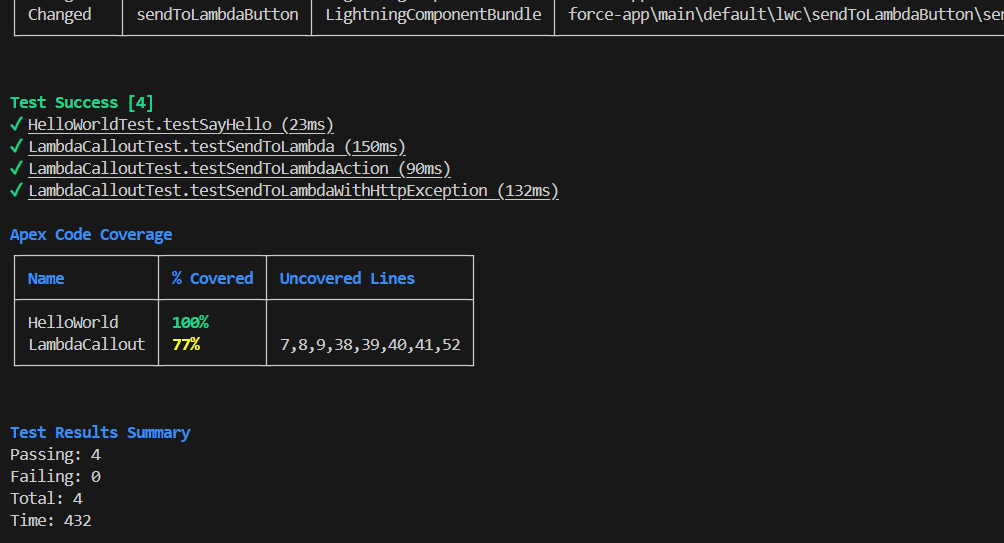 Changed sendToLambdaButton LightningComponentBundle force-app\main\default\lwc\sendToLambdaButton\
Test Success [4]
✓ HelloWorldTest.testSayHello (23ms)
✓ LambdaCalloutTest.testSendToLambda (150ms)
✓ LambdaCalloutTest.testSendToLambdaAction (90ms)
✓ LambdaCalloutTest.testSendToLambdaWithHttpException (132ms)
Apex Code Coverage
Name % Covered Uncovered Lines
HelloWorld 100%
LambdaCallout 77% 7,8,9,38,39,40,41,52
Test Results Summary
Passing: 4
Failing: 0
Total: 4
Time: 432